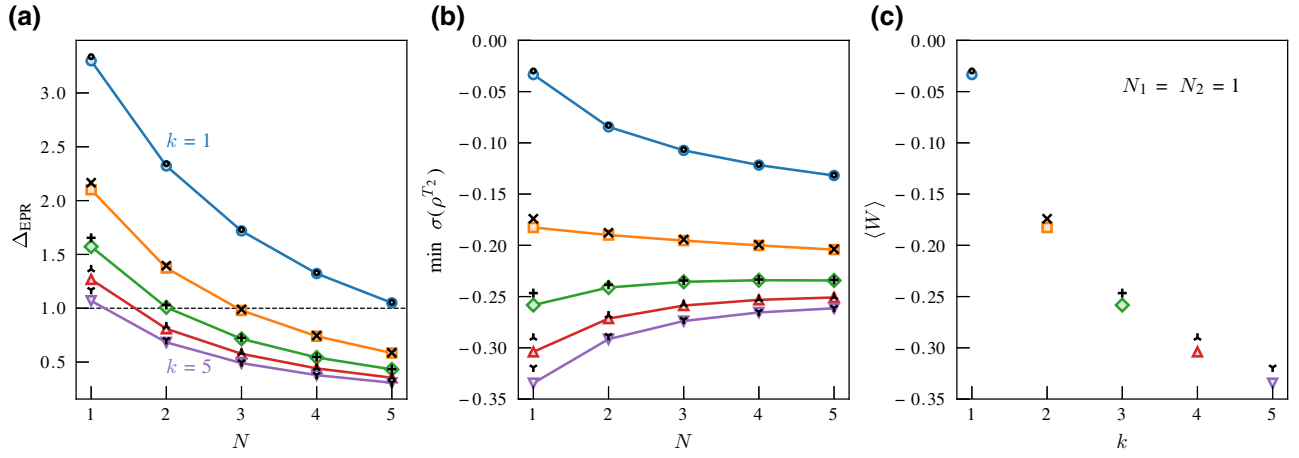 (a)
Δ_EPR
3.0
2.5
2.0
1.5
1.0
0.5
k = 1
k = 5
1 2 3 4 5
N
(b)
min σ(ρ^{T_2})
0.00
− 0.05
− 0.10
− 0.15
− 0.20
− 0.25
− 0.30
− 0.35
1 2 3 4 5
N
(c)
⟨W⟩
0.00
− 0.05
− 0.10
− 0.15
− 0.20
− 0.25
− 0.30
− 0.35
N_1 = N_2 = 1
1 2 3 4 5
k